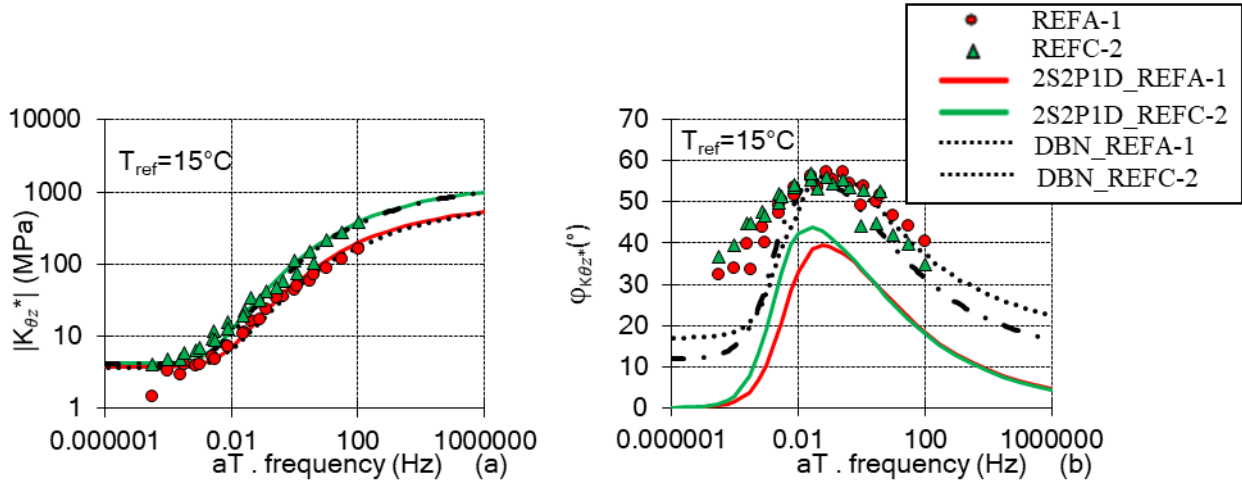 REFA-1
REFC-2
2S2P1D_REFA-1
2S2P1D_REFC-2
DBN_REFA-1
DBN_REFC-2
|Kθz*| (MPa)
10000
1000
100
10
1
Tref=15°C
0.000001
0.01
100
1000000
aT . frequency (Hz)
(a)
φKθz*(°)
70
60
50
40
30
20
10
0
Tref=15°C
0.000001
0.01
100
1000000
aT . frequency (Hz)
(b)